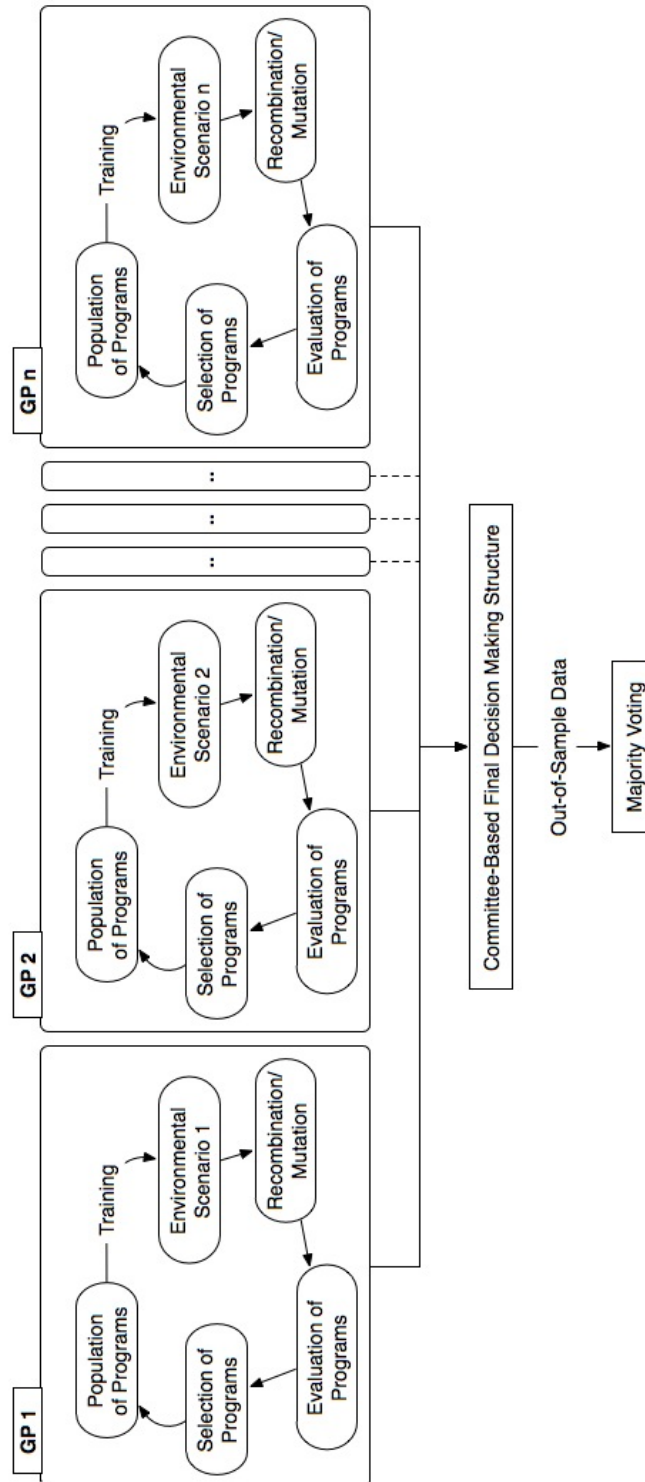 GP 1
Population
of Programs
Training
Environmental
Scenario 1
Recombination/
Mutation
Evaluation of
Programs
Selection of
Programs
GP 2
Population
of Programs
Training
Environmental
Scenario 2
Recombination/
Mutation
Evaluation of
Programs
Selection of
Programs
..
..
..
GP n
Population
of Programs
Training
Environmental
Scenario n
Recombination/
Mutation
Evaluation of
Programs
Selection of
Programs
Committee-Based Final Decision Making Structure
Out-of-Sample Data
Majority Voting